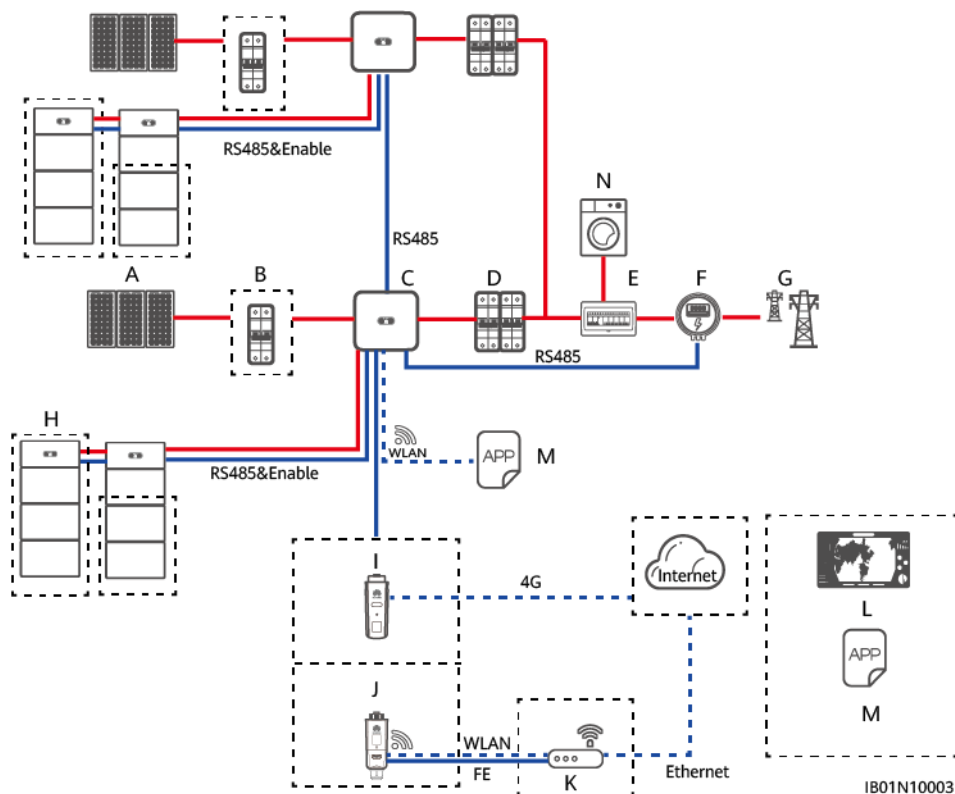 RS485&Enable
N
RS485
A
B
C
D
E
F
G
RS485
H
WLAN
APP
M
RS485&Enable
I
4G
Internet
L
APP
J
M
WLAN
FE
K
Ethernet
IB01N10003